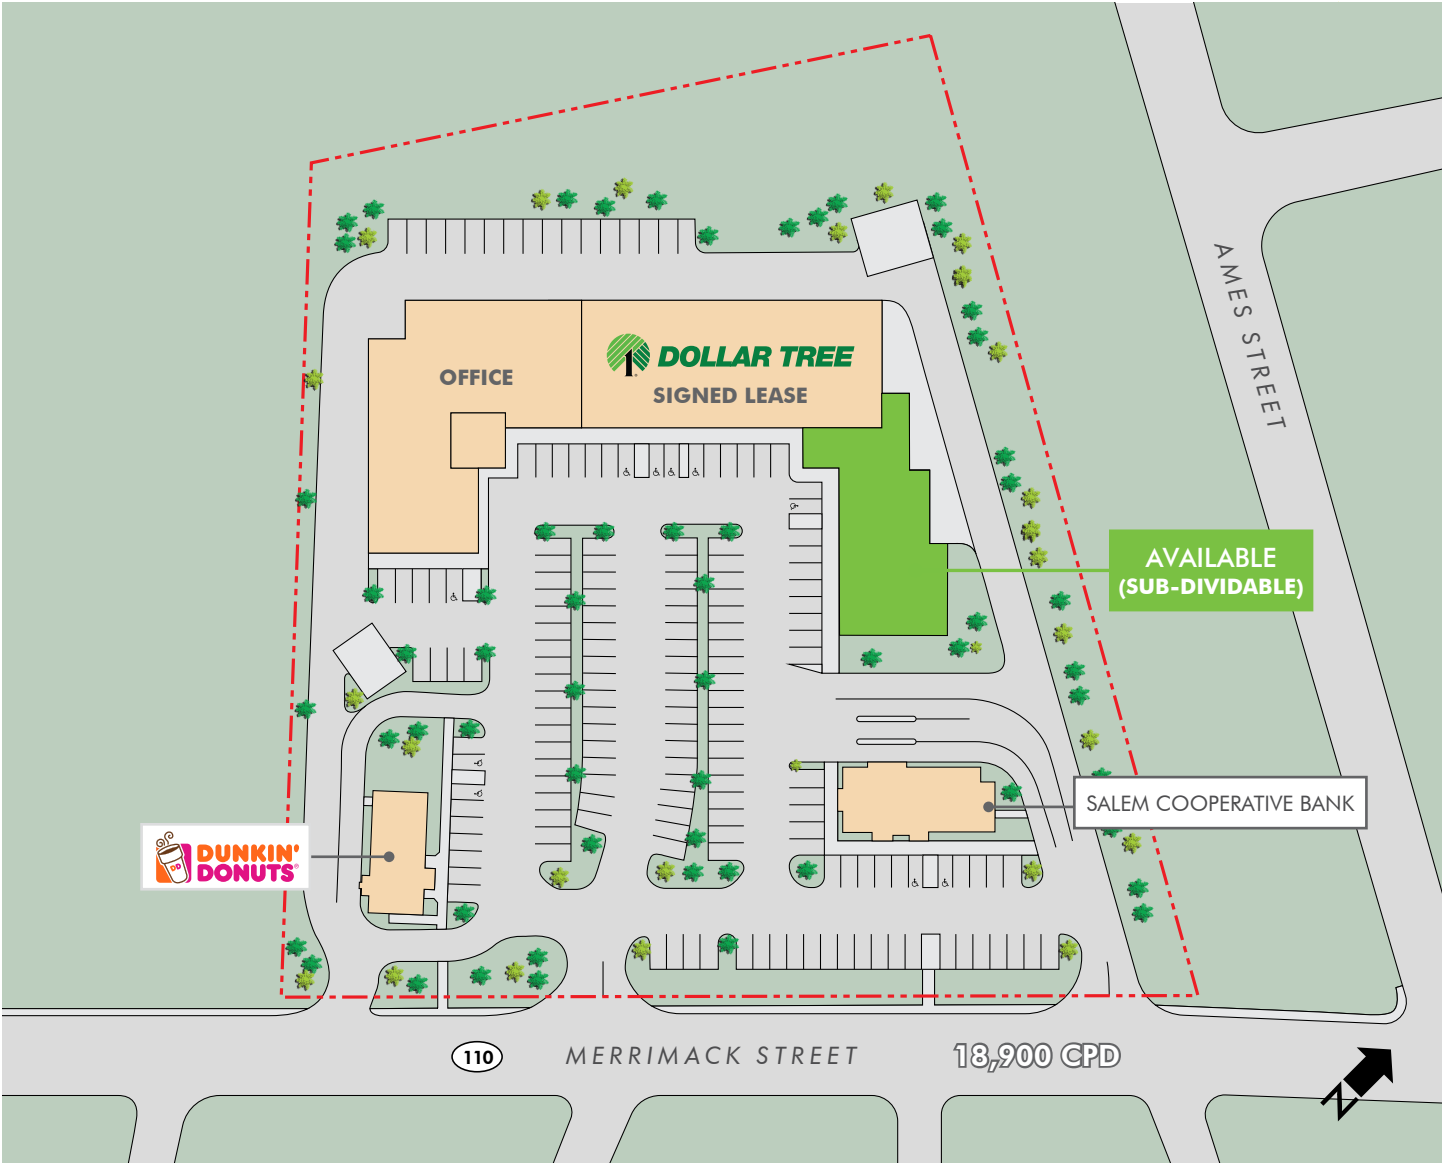 AMES STREET
DOLLAR TREE
OFFICE
SIGNED LEASE
AVAILABLE
(SUB-DIVIDABLE)
SALEM COOPERATIVE BANK
DUNKIN'
DONUTS
DD
110
MERRIMACK STREET
18,900 CPD
N